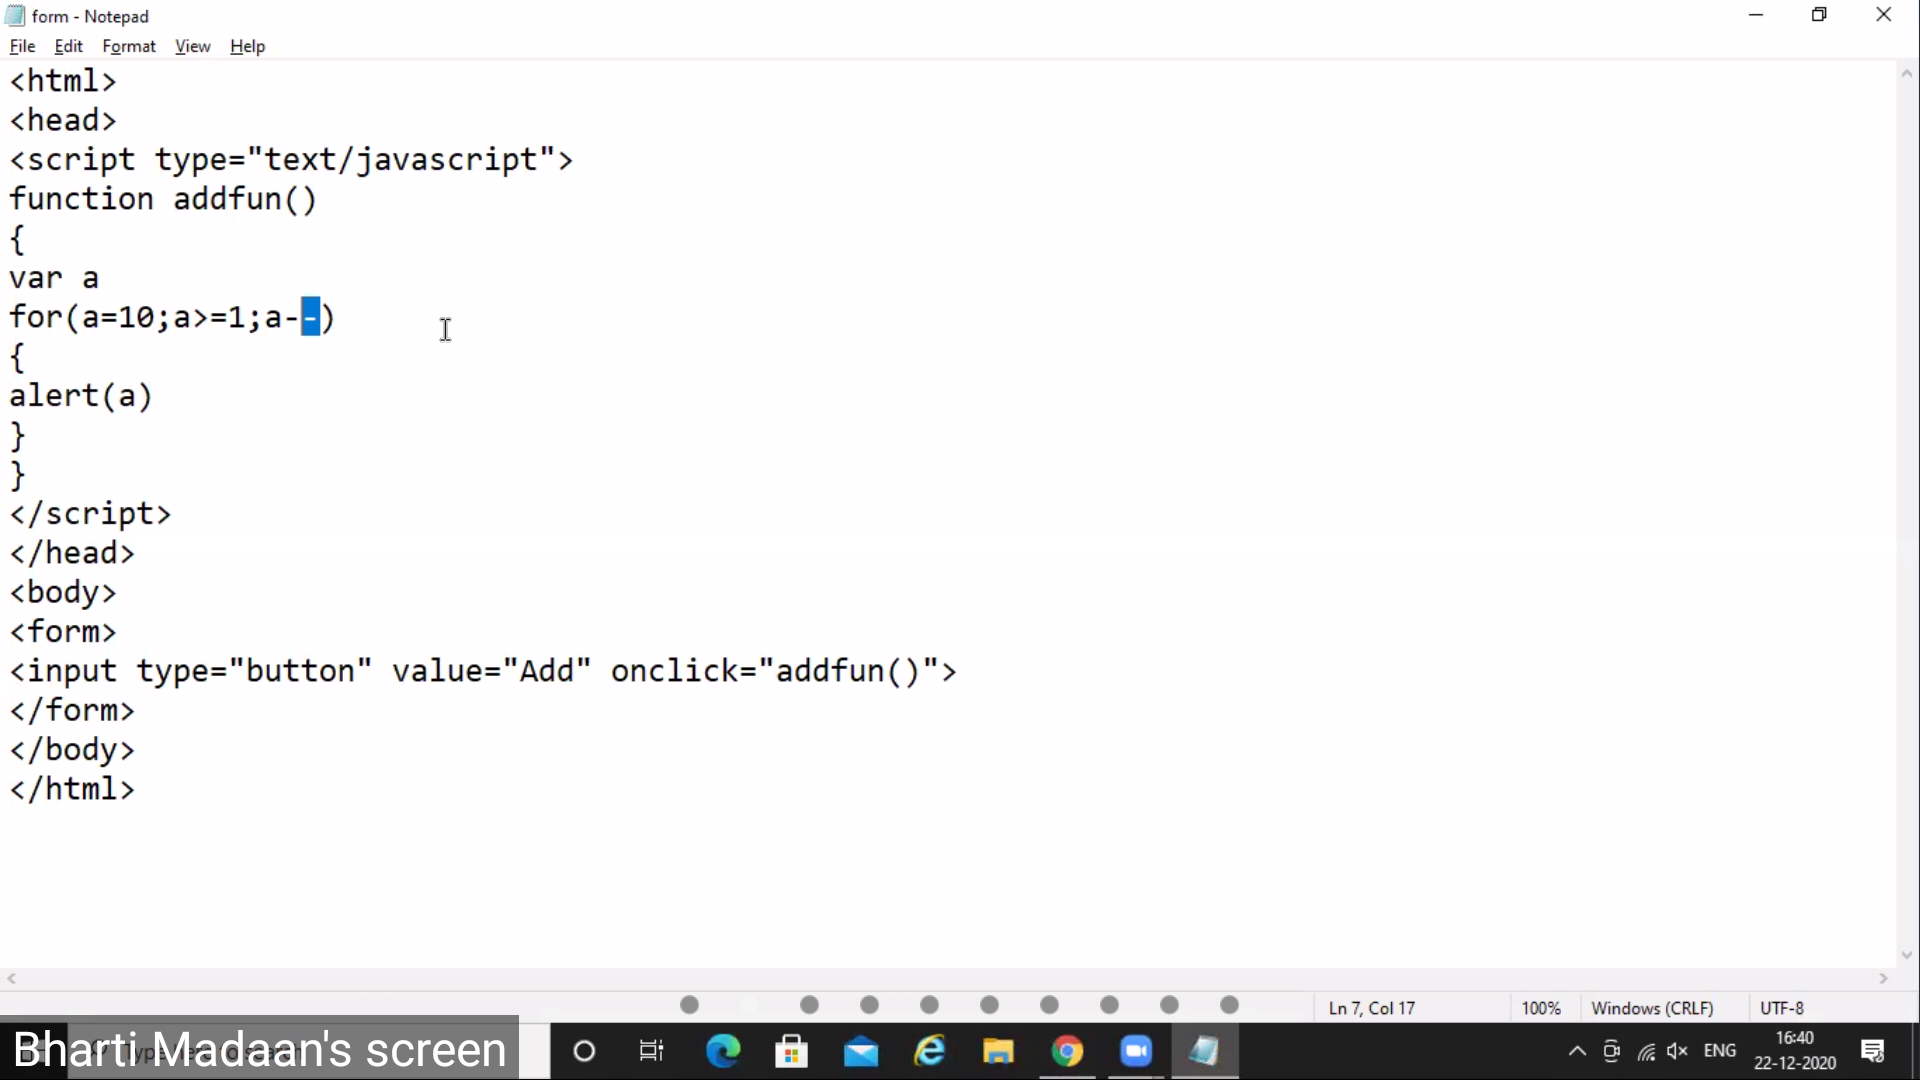 form - Notepad
File Edit Format View Help
<html>
<head>
<script type="text/javascript">
function addfun()
{
var a
for(a=10;a>=1;a--)
{
alert(a)
}
}
</script>
</head>
<body>
<form>
<input type="button" value="Add" onclick="addfun()">
</form>
</body>
</html>
Ln 7, Col 17 100% Windows (CRLF) UTF-8
Bharti Madaan's screen
ENG
16:40
22-12-2020